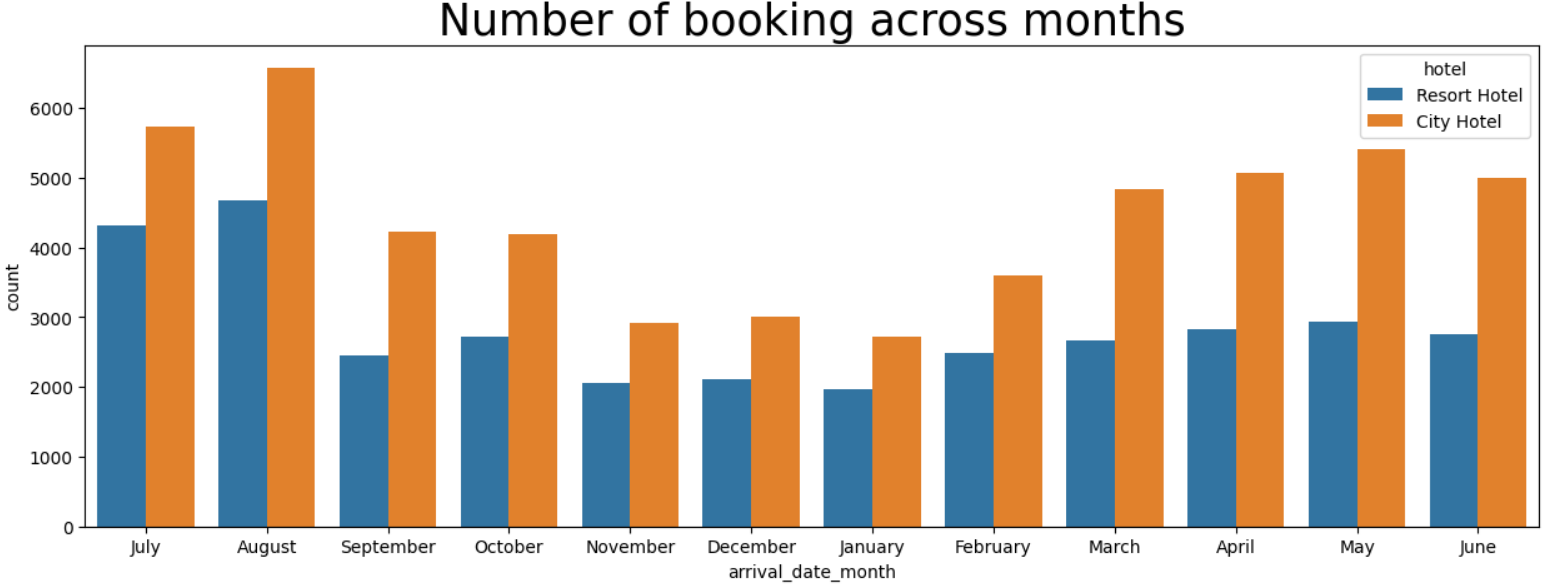 Number of booking across months
hotel
Resort Hotel
City Hotel
count
6000
5000
4000
3000
2000
1000
0
July August September October November December January February March April May June
arrival_date_month